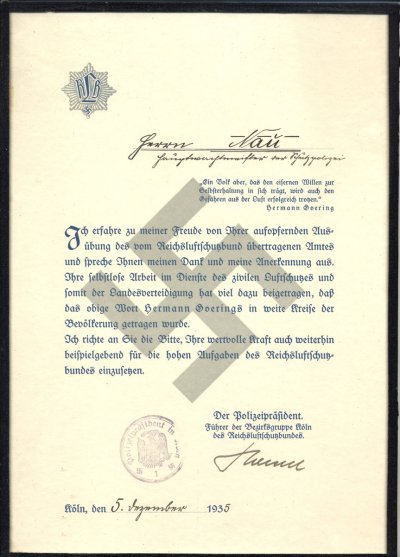 RLB
Herrn Nau
Hauptwachtmeister der Schutzpolizei
„Ein Volk aber, das den eisernen Willen zur
Selbsterhaltung in sich trägt, wird auch den
Gefahren aus der Luft erfolgreich trotzen.“
Hermann Goering
Ich erfahre zu meiner Freude von Ihrer aufopfernden Aus-
übung des vom Reichsluftschutzbund übertragenen Amtes
und spreche Ihnen meinen Dank und meine Anerkennung aus.
Ihre selbstlose Arbeit im Dienste des zivilen Luftschutzes und
somit der Landesverteidigung hat viel dazu beigetragen, daß
das obige Wort Hermann Goerings in weite Kreise der
Bevölkerung getragen wurde.
Ich richte an Sie die Bitte, Ihre wertvolle Kraft auch weiterhin
beispielgebend für die hohen Aufgaben des Reichsluftschutz-
bundes einzusetzen.
Der Polizeipräsident.
Führer der Bezirksgruppe Köln
des Reichsluftschutzbundes.
Polizeipräsident in Köln
1
Köln, den 5. Dezember 1935